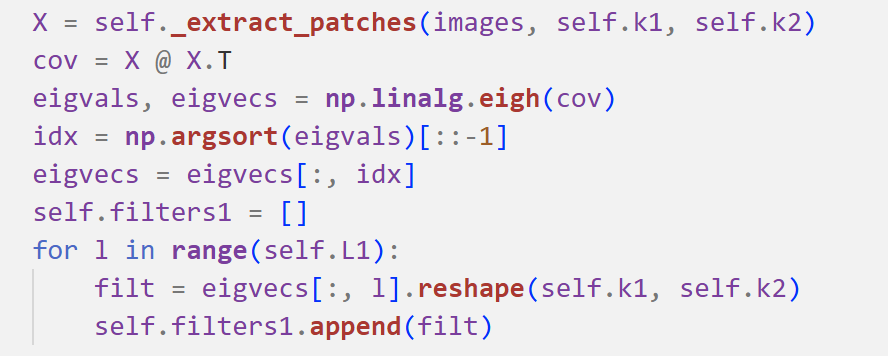 X = self._extract_patches(images, self.k1, self.k2)
cov = X @ X.T
eigvals, eigvecs = np.linalg.eigh(cov)
idx = np.argsort(eigvals)[::-1]
eigvecs = eigvecs[:, idx]
self.filters1 = []
for l in range(self.L1):
    filt = eigvecs[:, l].reshape(self.k1, self.k2)
    self.filters1.append(filt)